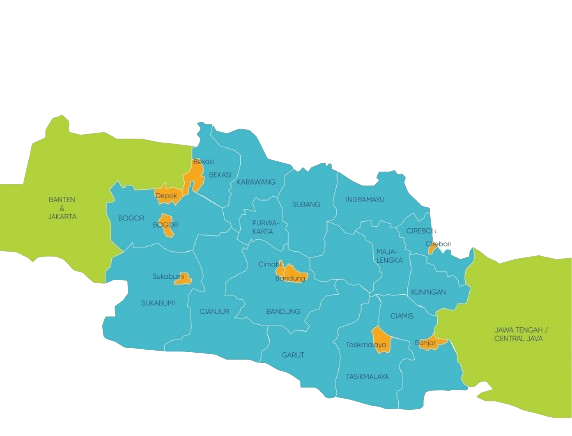 Bekasi
BEKASI
KARAWANG
Depok
BANTEN
&
JAKARTA
SUBANG
INDRAMAYU
BOGOR
BOGOR
PURWA-
KARTA
CIREBON
Cirebon
MAJA-
LENGKA
Cimahi
Bandung
Sukabumi
KUNINGAN
SUKABUMI
CIANJUR
BANDUNG
CIAMIS
JAWA TENGAH /
CENTRAL JAVA
Tasikmalaya
Banjar
GARUT
TASIKMALAYA